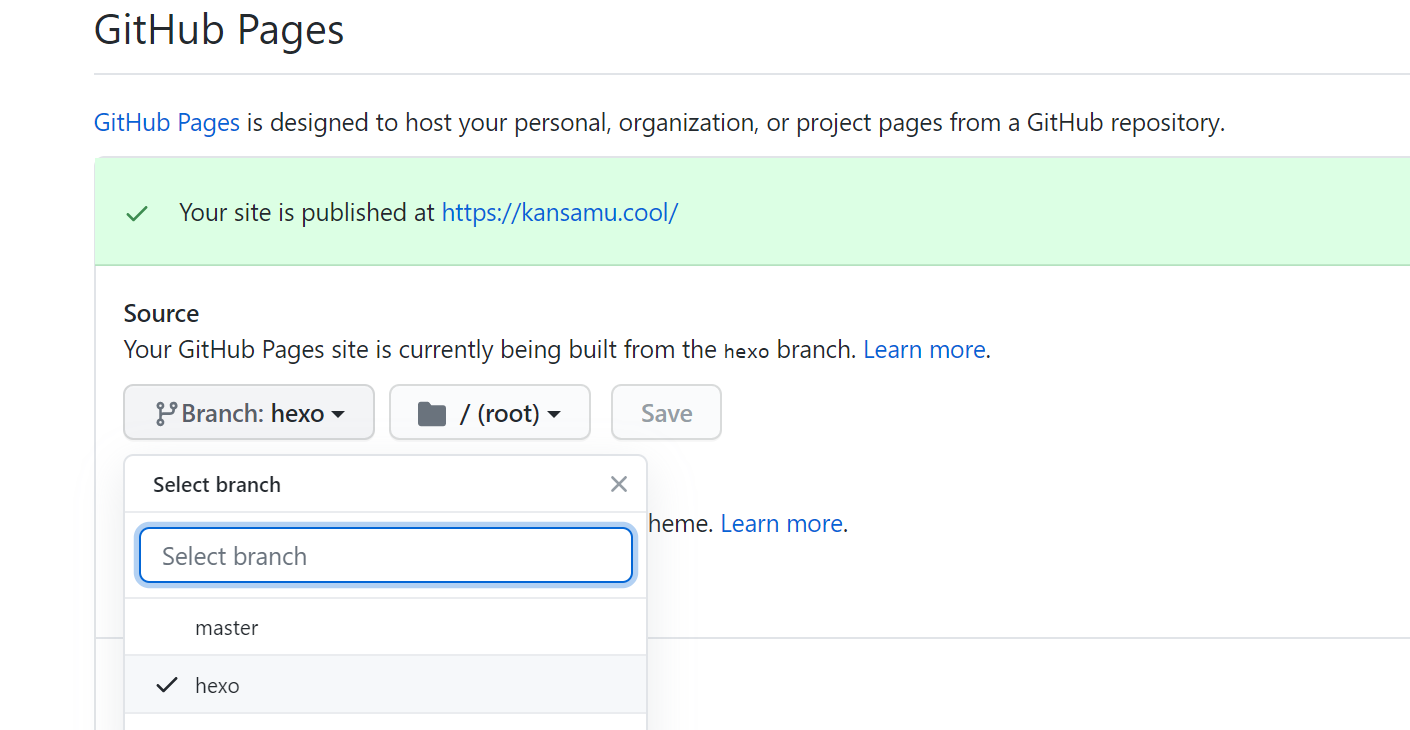 GitHub Pages
GitHub Pages is designed to host your personal, organization, or project pages from a GitHub repository.
Your site is published at https://kansamu.cool/
Source
Your GitHub Pages site is currently being built from the hexo branch. Learn more.
Branch: hexo / (root) Save
Select branch
heme. Learn more.
Select branch
master
hexo